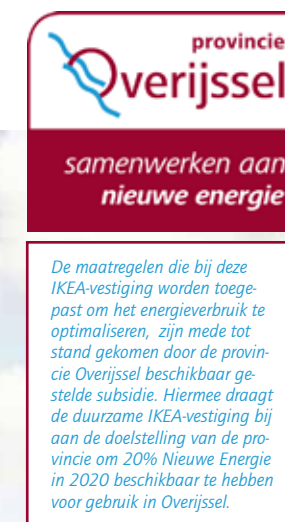 provincie
Overijssel
samenwerken aan
nieuwe energie
De maatregelen die bij deze
IKEA-vestiging worden toege-
past om het energieverbruik te
optimaliseren, zijn mede tot
stand gekomen door de provin-
cie Overijssel beschikbaar ge-
stelde subsidie. Hiermee draagt
de duurzame IKEA-vestiging bij
aan de doelstelling van de pro-
vincie om 20% Nieuwe Energie
in 2020 beschikbaar te hebben
voor gebruik in Overijssel.